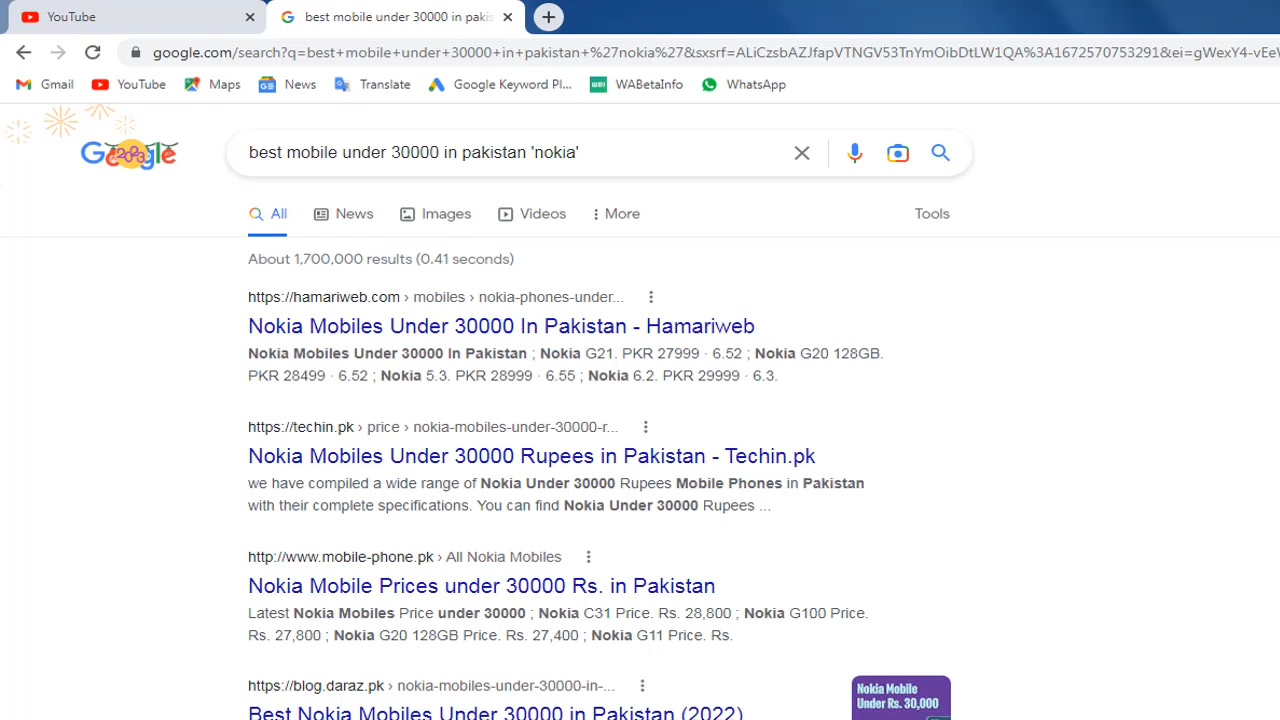 YouTube
best mobile under 30000 in pakis
google.com/search?q=best+mobile+under+30000+in+pakistan+%27nokia%27&sxsrf=ALiCzsbAZJfapVTNGV53TnYmOibDtLW1QA%3A1672570753291&ei=gWexY4-vEe
Gmail YouTube Maps News Translate Google Keyword Pl... WABetaInfo WhatsApp
Google 2023
best mobile under 30000 in pakistan 'nokia'
All News Images Videos More Tools
About 1,700,000 results (0.41 seconds)
https://hamariweb.com › mobiles › nokia-phones-under...
Nokia Mobiles Under 30000 In Pakistan - Hamariweb
Nokia Mobiles Under 30000 In Pakistan ; Nokia G21. PKR 27999 · 6.52 ; Nokia G20 128GB.
PKR 28499 · 6.52 ; Nokia 5.3. PKR 28999 · 6.55 ; Nokia 6.2. PKR 29999 · 6.3.
https://techin.pk › price › nokia-mobiles-under-30000-r...
Nokia Mobiles Under 30000 Rupees in Pakistan - Techin.pk
we have compiled a wide range of Nokia Under 30000 Rupees Mobile Phones in Pakistan
with their complete specifications. You can find Nokia Under 30000 Rupees ...
http://www.mobile-phone.pk › All Nokia Mobiles
Nokia Mobile Prices under 30000 Rs. in Pakistan
Latest Nokia Mobiles Price under 30000 ; Nokia C31 Price. Rs. 28,800 ; Nokia G100 Price.
Rs. 27,800 ; Nokia G20 128GB Price. Rs. 27,400 ; Nokia G11 Price. Rs.
https://blog.daraz.pk › nokia-mobiles-under-30000-in-...
Best Nokia Mobiles Under 30000 in Pakistan (2022)
Nokia Mobile
Under Rs. 30,000